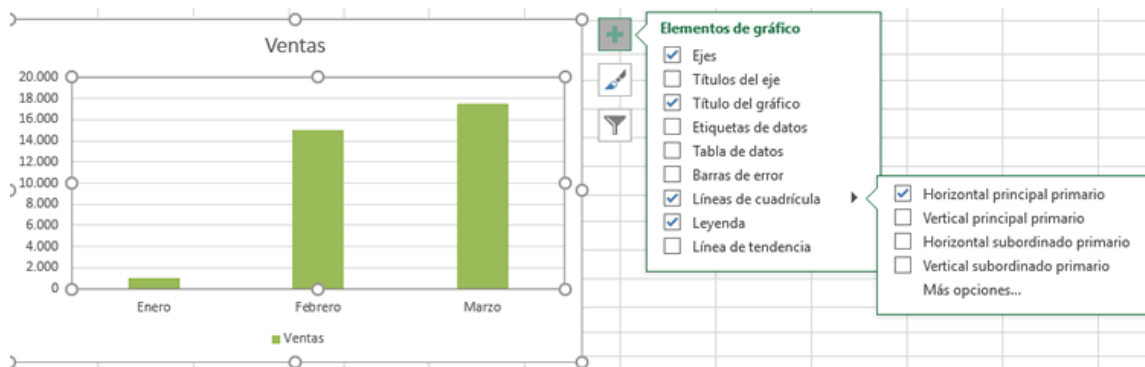 Ventas
20.000
18.000
16.000
14.000
12.000
10.000
8.000
6.000
4.000
2.000
0
Enero Febrero Marzo
Ventas
Elementos de gráfico
Ejes
Títulos del eje
Título del gráfico
Etiquetas de datos
Tabla de datos
Barras de error
Líneas de cuadrícula
Leyenda
Línea de tendencia
Horizontal principal primario
Vertical principal primario
Horizontal subordinado primario
Vertical subordinado primario
Más opciones...